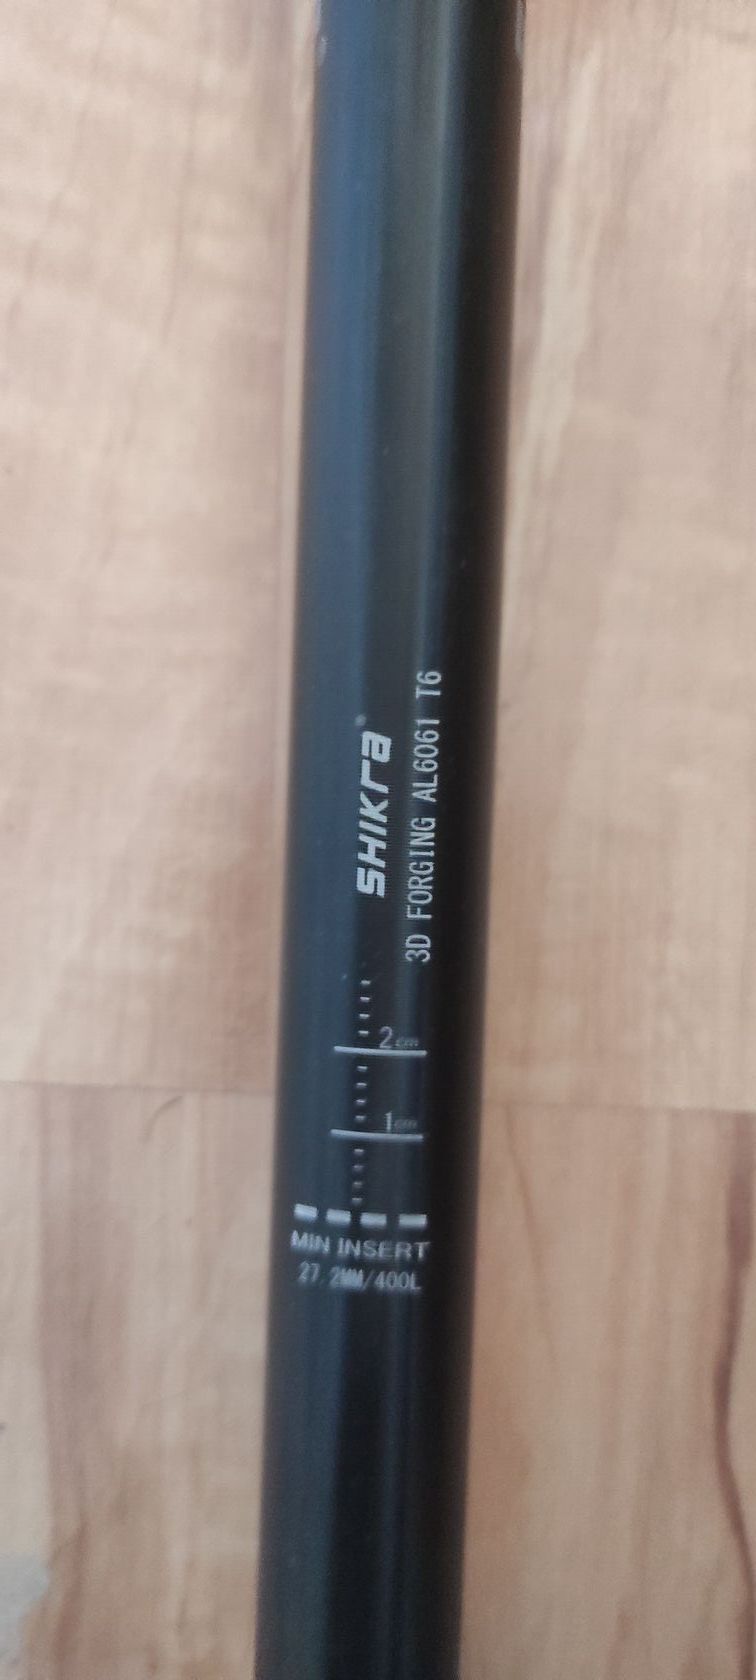 SHIKra
3D FORGING AL6061 T6
2cm
1cm
MIN INSERT
27.2MM/400L